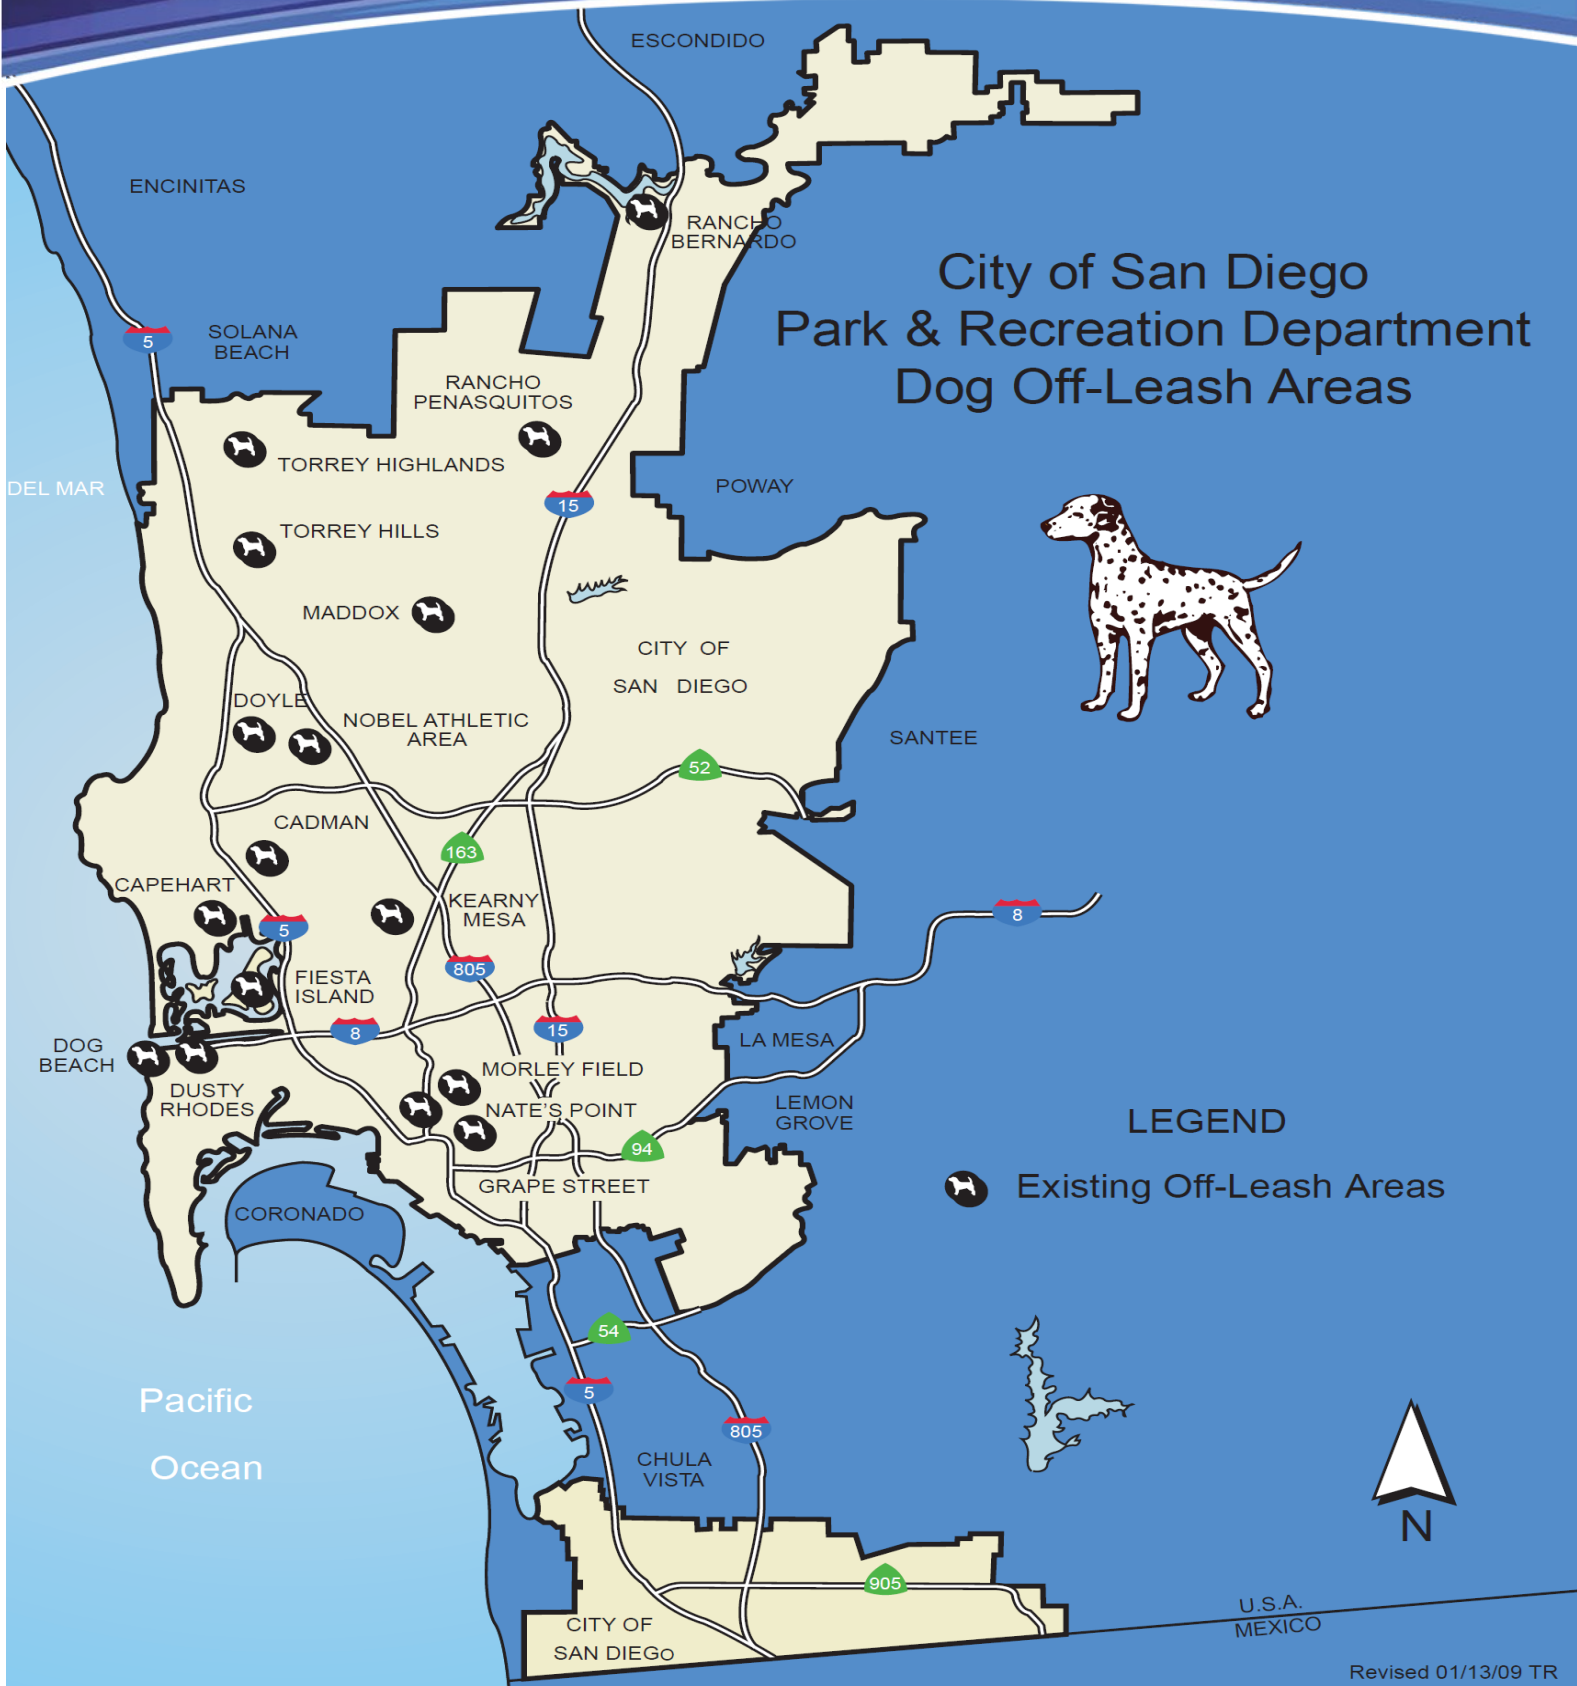 ESCONDIDO
ENCINITAS
RANCHO
BERNARDO
City of San Diego
Park & Recreation Department
Dog Off-Leash Areas
5
SOLANA
BEACH
RANCHO
PENASQUITOS
TORREY HIGHLANDS
DEL MAR
POWAY
15
TORREY HILLS
MADDOX
CITY OF
SAN DIEGO
DOYLE
NOBEL ATHLETIC
AREA
SANTEE
52
CADMAN
163
CAPEHART
KEARNY
MESA
8
5
805
FIESTA
ISLAND
8
15
DOG
BEACH
LA MESA
MORLEY FIELD
DUSTY
RHODES
NATE'S POINT
LEMON
GROVE
LEGEND
94
GRAPE STREET
Existing Off-Leash Areas
CORONADO
54
Pacific
Ocean
5
805
CHULA
VISTA
N
905
CITY OF
SAN DIEGO
U.S.A.
MEXICO
Revised 01/13/09 TR